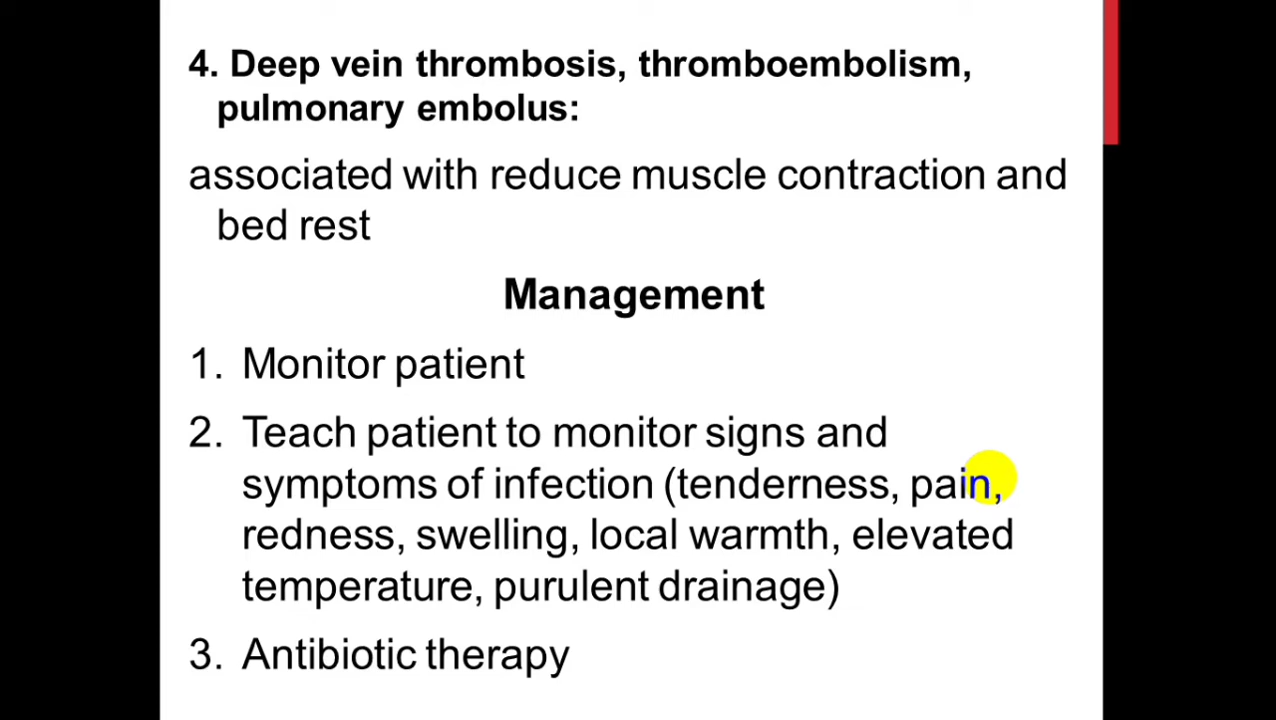 4. Deep vein thrombosis, thromboembolism,
pulmonary embolus:
associated with reduce muscle contraction and
bed rest
Management
1. Monitor patient
2. Teach patient to monitor signs and
symptoms of infection (tenderness, pain,
redness, swelling, local warmth, elevated
temperature, purulent drainage)
3. Antibiotic therapy